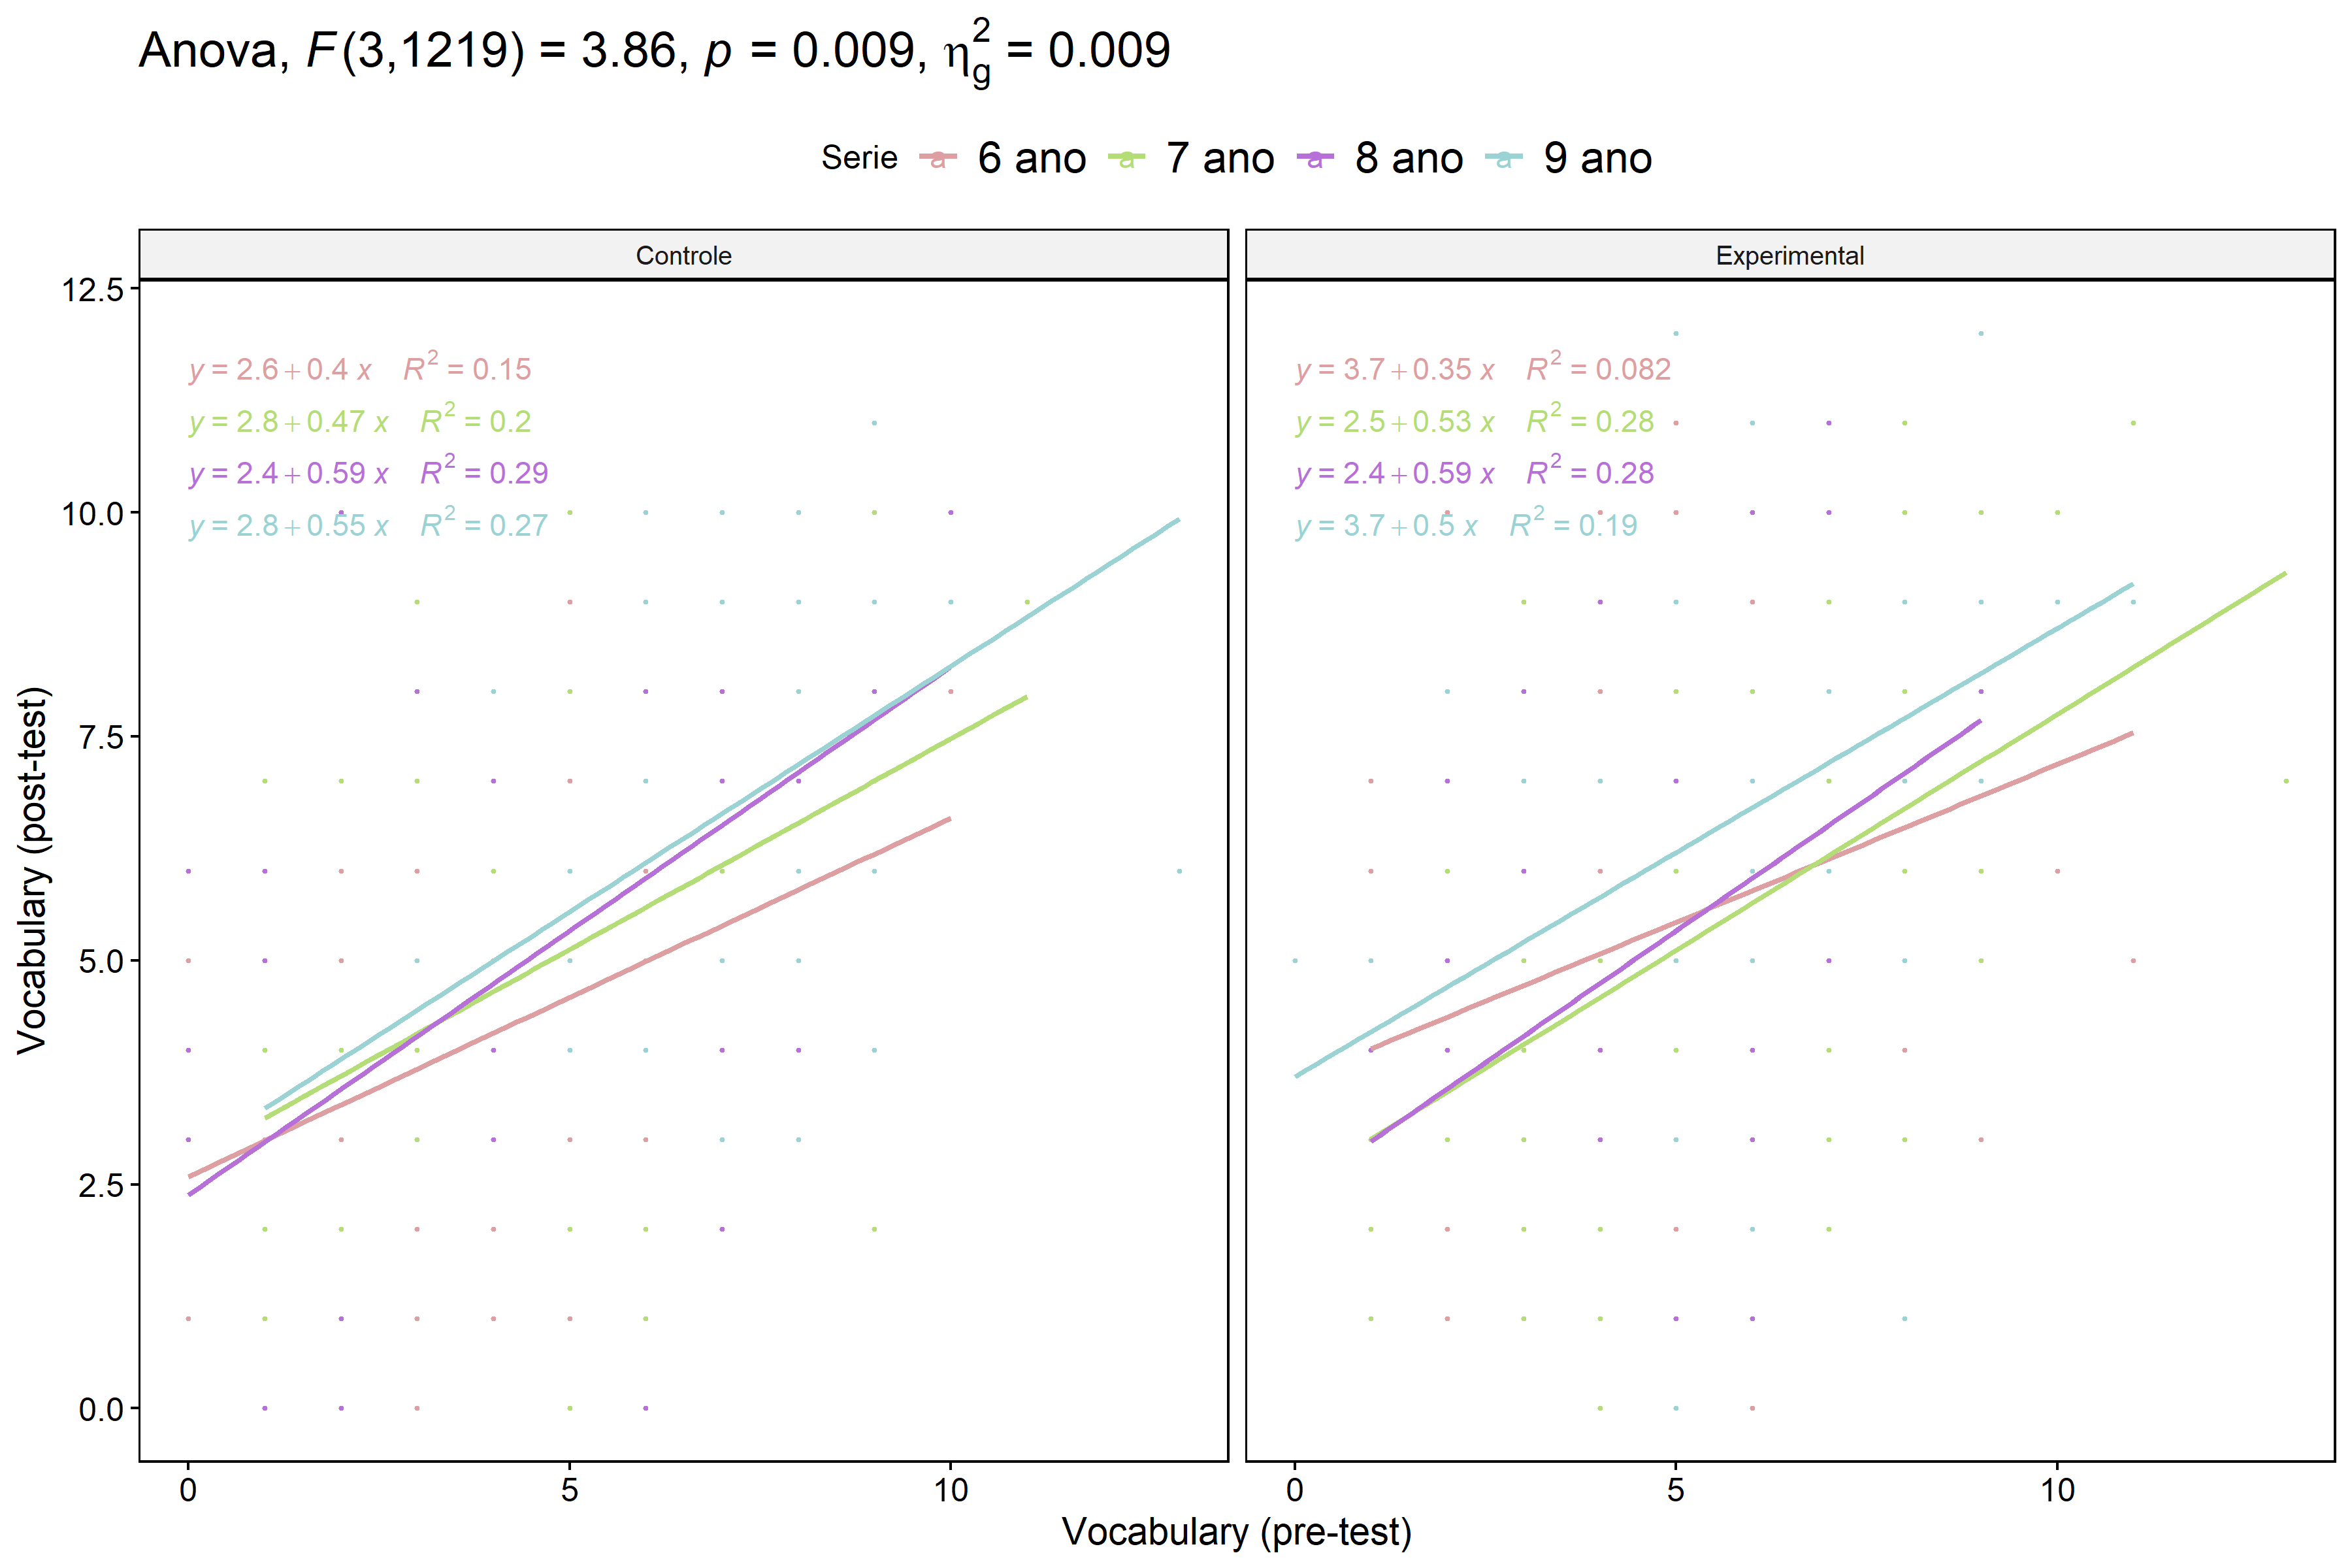 Anova, F(3,1219) = 3.86, p = 0.009, η²g = 0.009
Serie a 6 ano a 7 ano a 8 ano a 9 ano
Controle
Experimental
12.5
10.0
7.5
5.0
2.5
0.0
Vocabulary (post-test)
y = 2.6 + 0.4 x R² = 0.15
y = 2.8 + 0.47 x R² = 0.2
y = 2.4 + 0.59 x R² = 0.29
y = 2.8 + 0.55 x R² = 0.27
y = 3.7 + 0.35 x R² = 0.082
y = 2.5 + 0.53 x R² = 0.28
y = 2.4 + 0.59 x R² = 0.28
y = 3.7 + 0.5 x R² = 0.19
0 5 10
0 5 10
Vocabulary (pre-test)